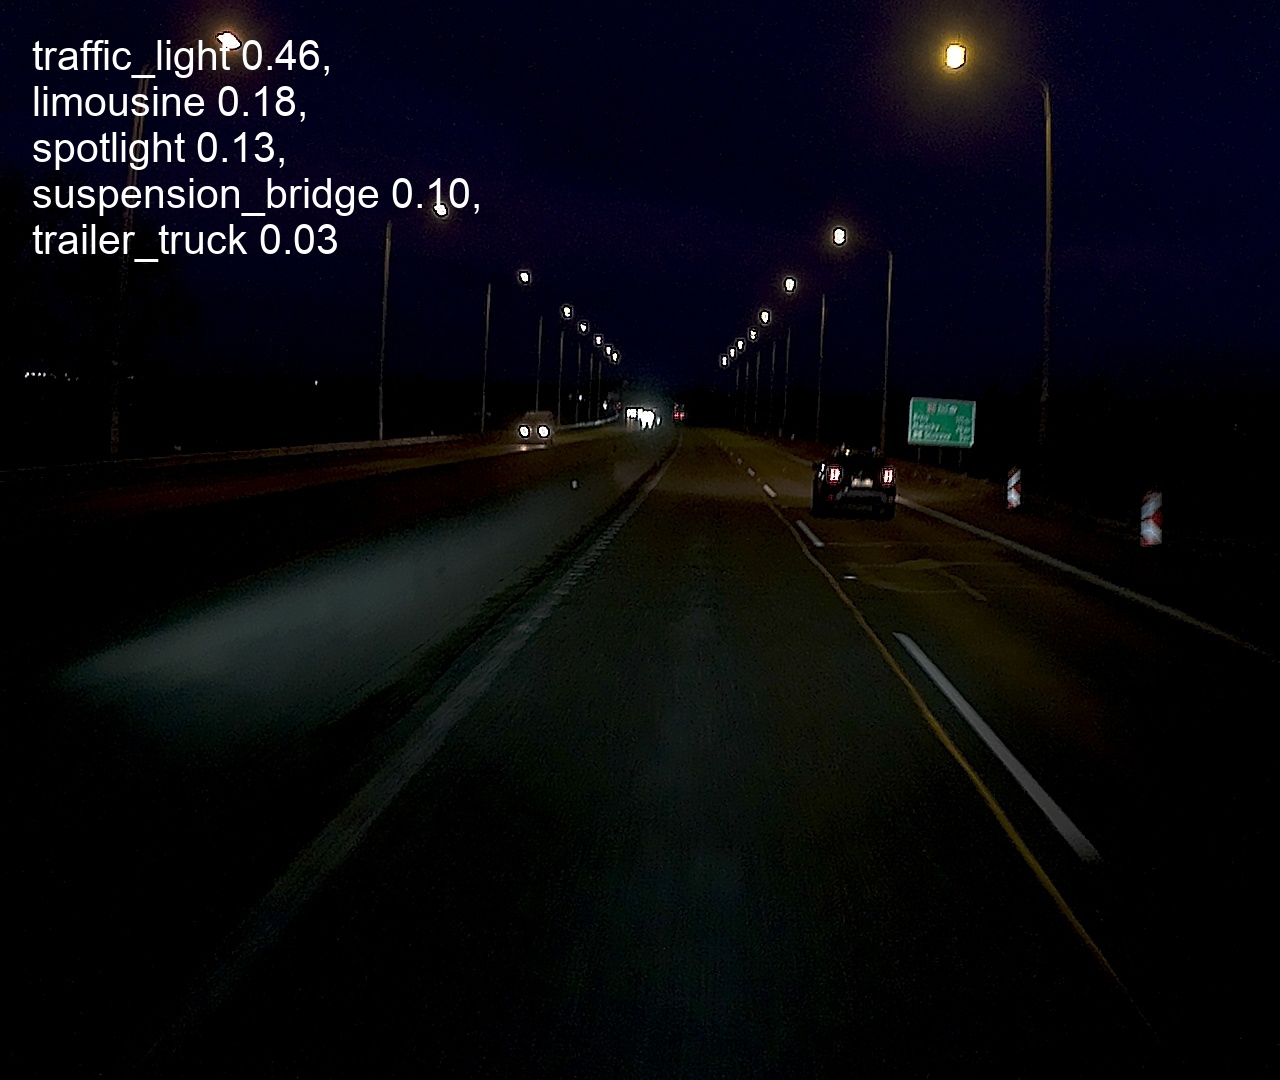 traffic_light 0.46,
limousine 0.18,
spotlight 0.13,
suspension_bridge 0.10,
trailer_truck 0.03